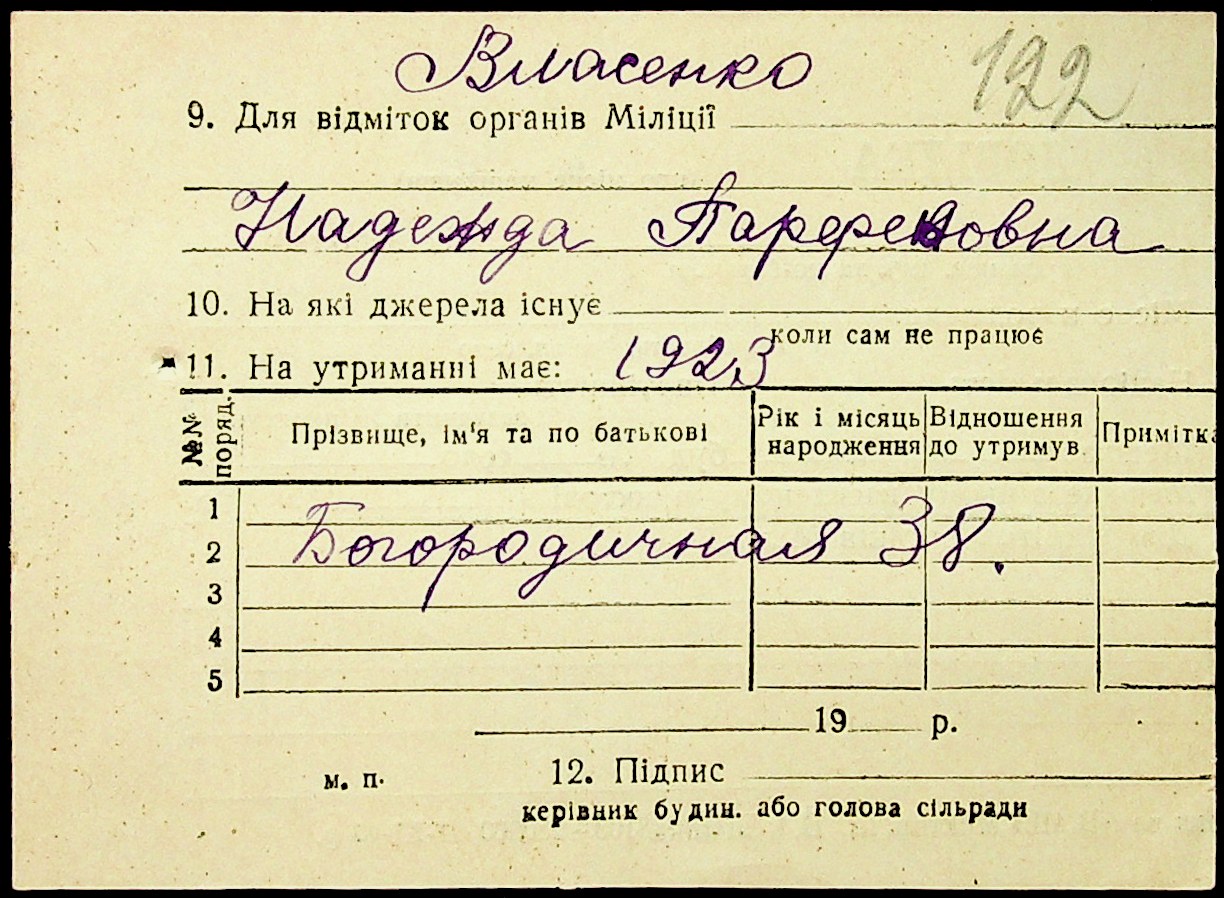 Власенко 122
9. Для відміток органів Міліції
Надежда Парфеновна
10. На які джерела існує
коли сам не працює
11. На утриманні має: 1923
№№ поряд. Прізвище, ім'я та по батькові Рік і місяць народження Відношення до утримув Примітка
1
Богородичная 38.
2
3
4
5
19 р.
м. п. 12. Підпис
керівник будин. або голова сільради